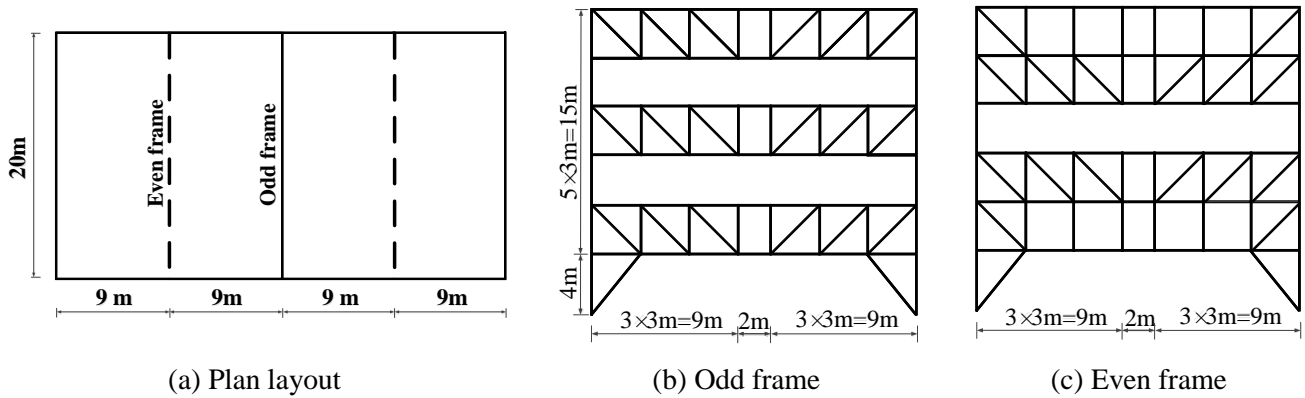 20m
Even frame
Odd frame
9 m
9m
9 m
9m
(a) Plan layout
5×3m=15m
4m
3×3m=9m
2m
3×3m=9m
(b) Odd frame
3×3m=9m
2m
3×3m=9m
(c) Even frame